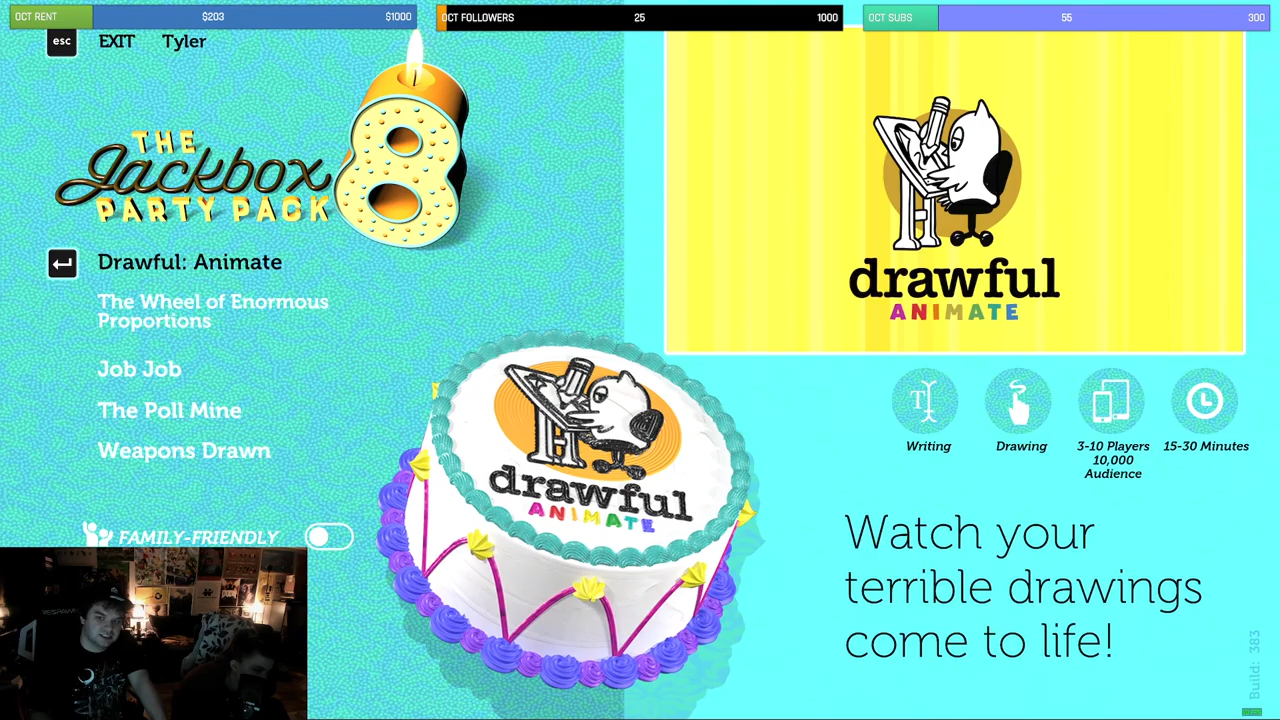 OCT RENT $203 $1000
OCT FOLLOWERS 25 1000
OCT SUBS 55 300
esc EXIT Tyler
THE
Jackbox
PARTY PACK
8
Drawful: Animate
The Wheel of Enormous
Proportions
Job Job
The Poll Mine
Weapons Drawn
FAMILY-FRIENDLY
drawful
ANIMATE
drawful
ANIMATE
T
Writing
Drawing
3-10 Players
10,000
Audience
15-30 Minutes
Watch your
terrible drawings
come to life!
Build: 383